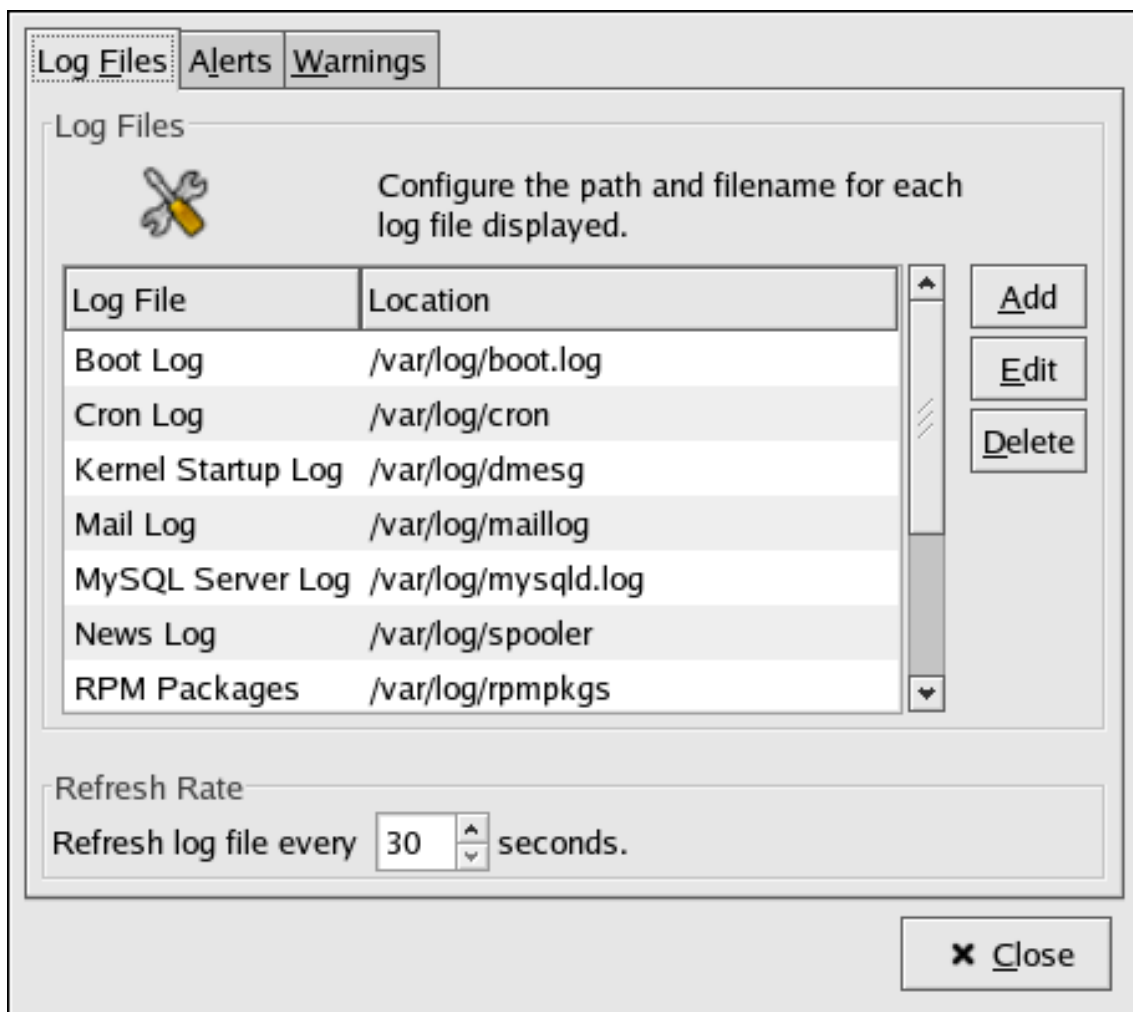 Log Files Alerts Warnings
Log Files
Configure the path and filename for each
log file displayed.
Log File Location
Boot Log /var/log/boot.log
Cron Log /var/log/cron
Kernel Startup Log /var/log/dmesg
Mail Log /var/log/maillog
MySQL Server Log /var/log/mysqld.log
News Log /var/log/spooler
RPM Packages /var/log/rpmpkgs
Add
Edit
Delete
Refresh Rate
Refresh log file every 30 seconds.
Close